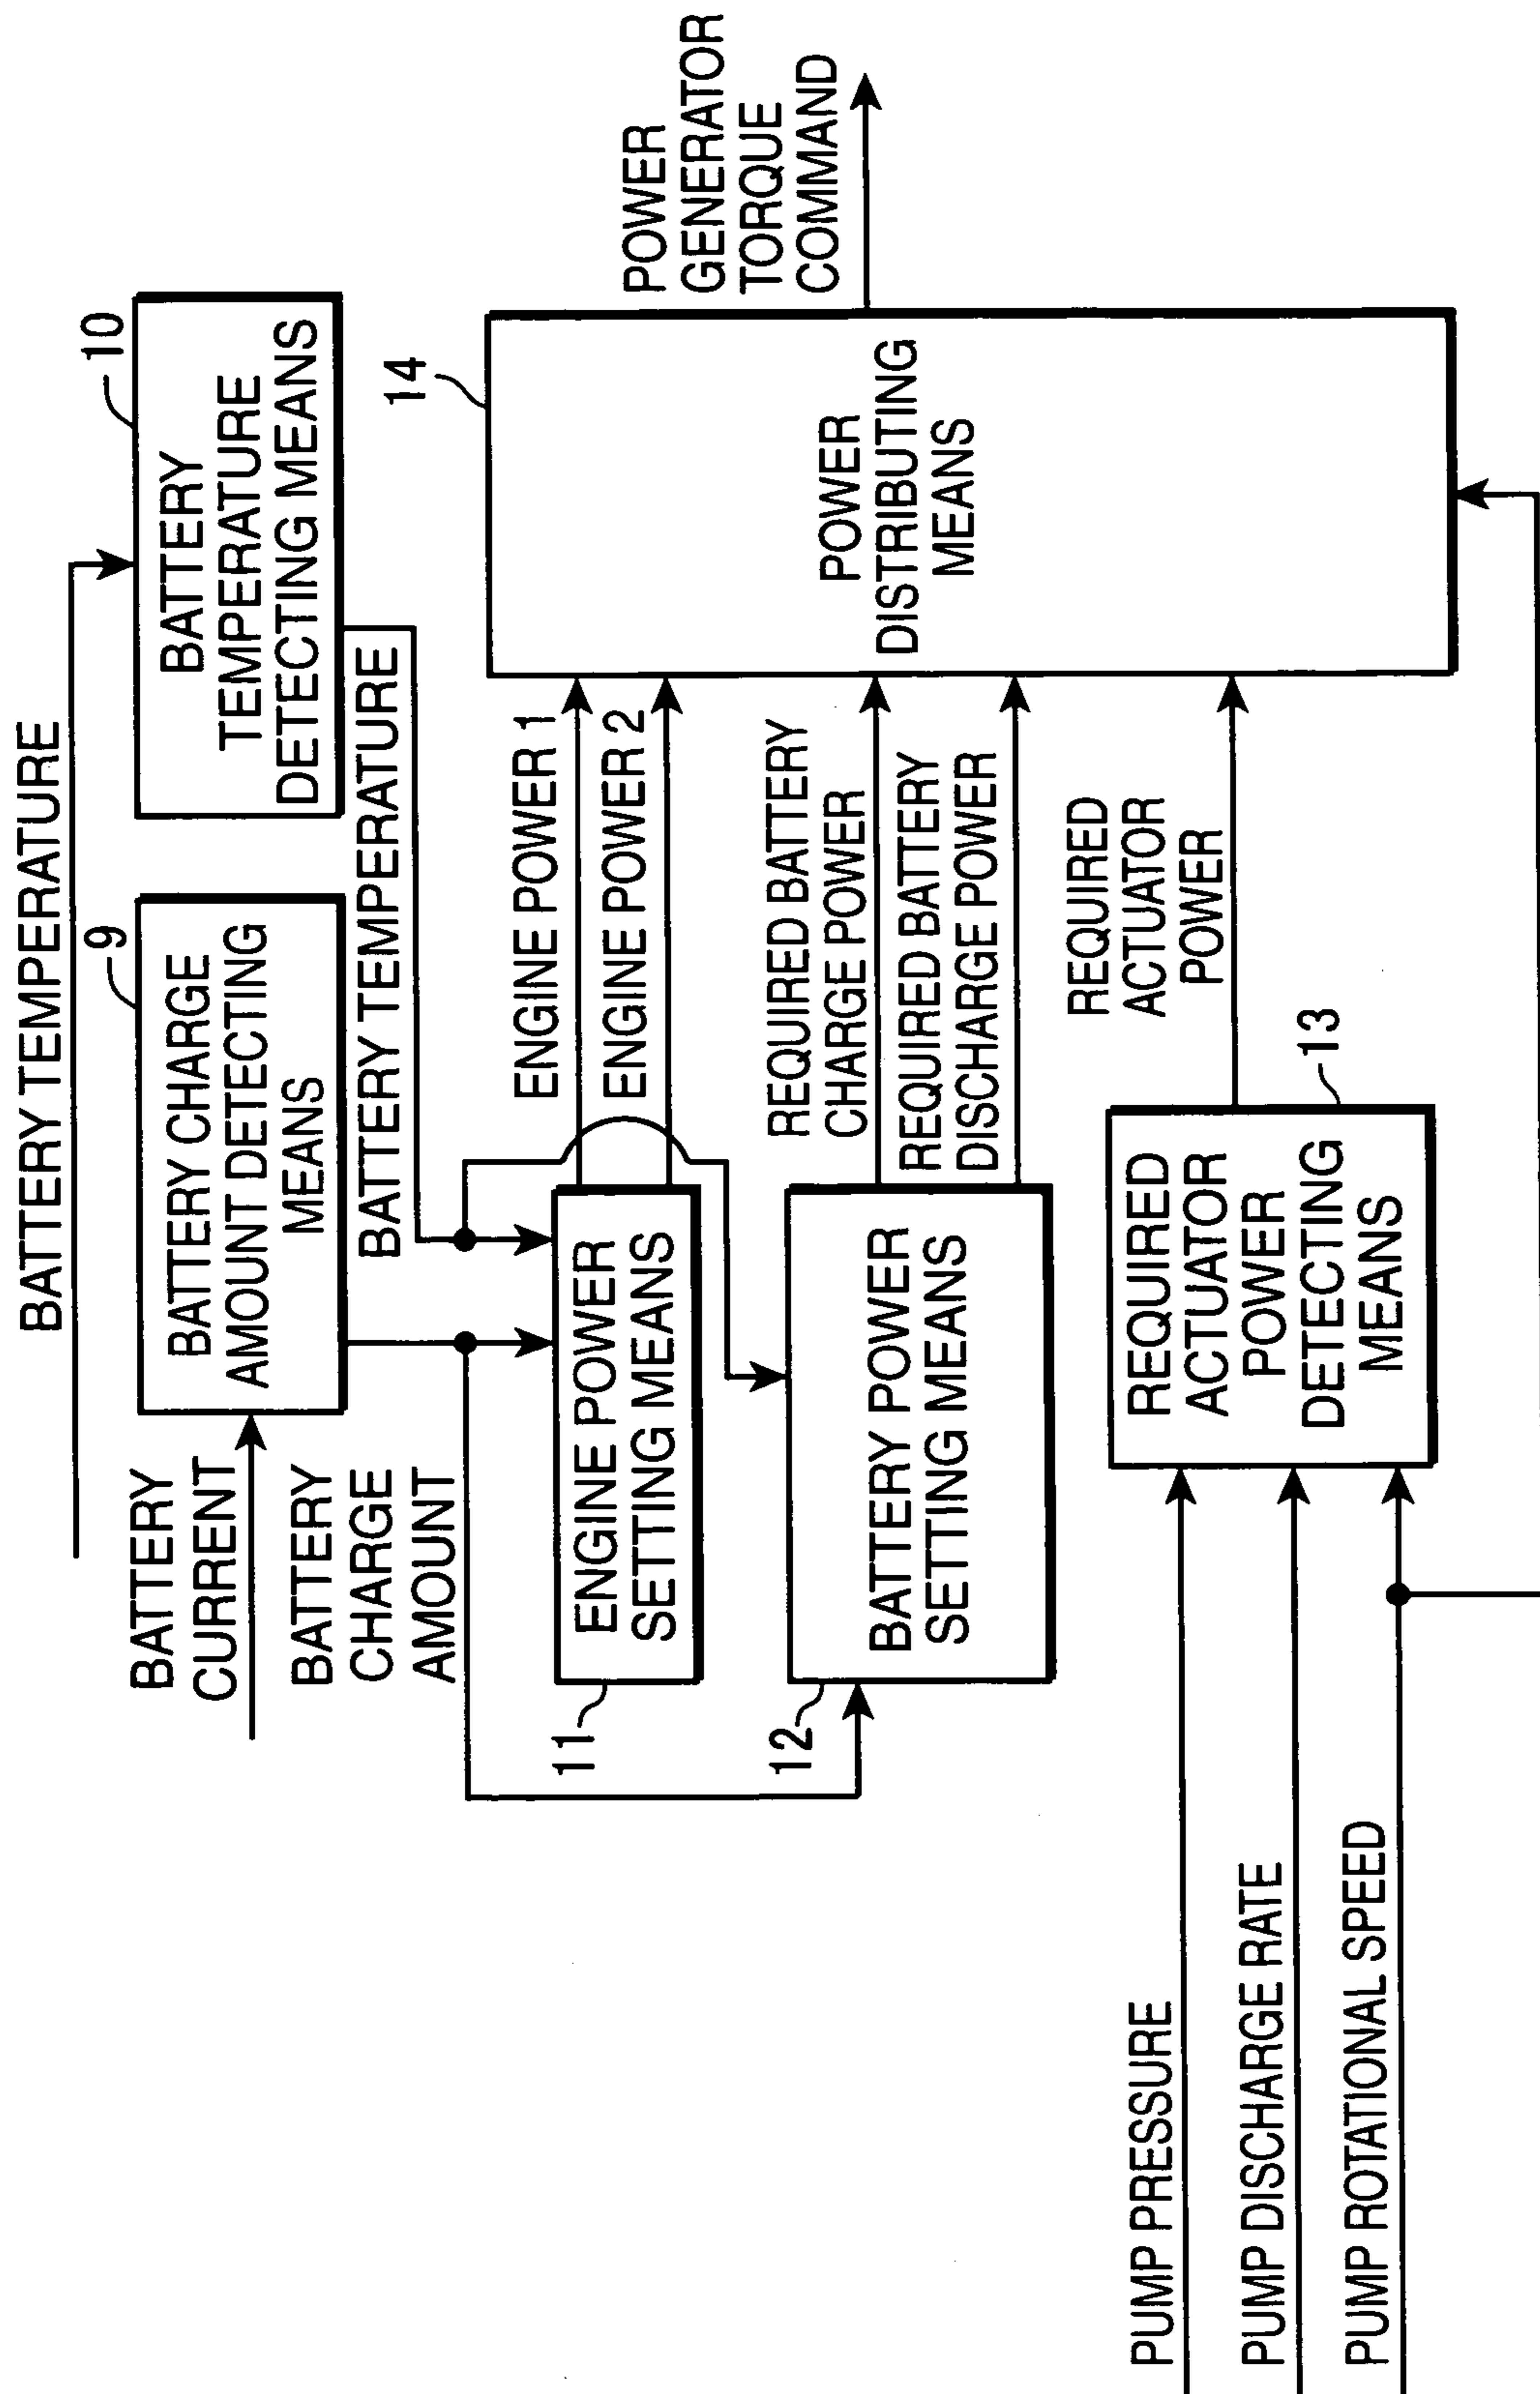 BATTERY TEMPERATURE
10
BATTERY
TEMPERATURE
DETECTING MEANS
9
BATTERY CHARGE
AMOUNT DETECTING
MEANS
BATTERY
CURRENT
BATTERY TEMPERATURE
BATTERY
CHARGE
AMOUNT
14
POWER
DISTRIBUTING
MEANS
POWER
GENERATOR
TORQUE
COMMAND
ENGINE POWER 1
ENGINE POWER 2
11
ENGINE POWER
SETTING MEANS
REQUIRED BATTERY
CHARGE POWER
REQUIRED BATTERY
DISCHARGE POWER
12
BATTERY POWER
SETTING MEANS
REQUIRED
ACTUATOR
POWER
13
REQUIRED
ACTUATOR
POWER
DETECTING
MEANS
PUMP PRESSURE
PUMP DISCHARGE RATE
PUMP ROTATIONAL SPEED